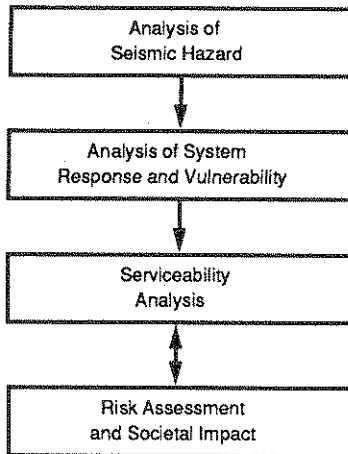 Analysis of
Seismic Hazard
Analysis of System
Response and Vulnerability
Serviceability
Analysis
Risk Assessment
and Societal Impact